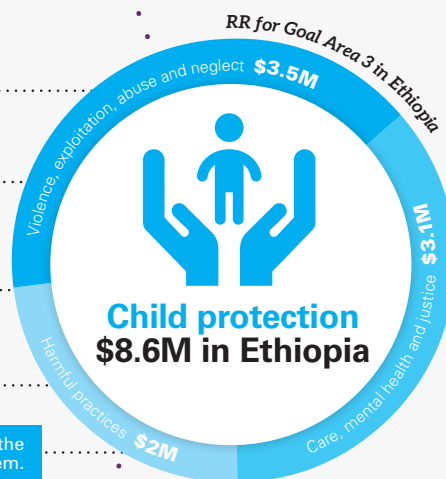 RR for Goal Area 3 in Ethiopia
Violence, exploitation, abuse and neglect $3.5M
Care, mental health and justice $3.1M
Harmful practices $2M
Child protection
$8.6M in Ethiopia
the
em.